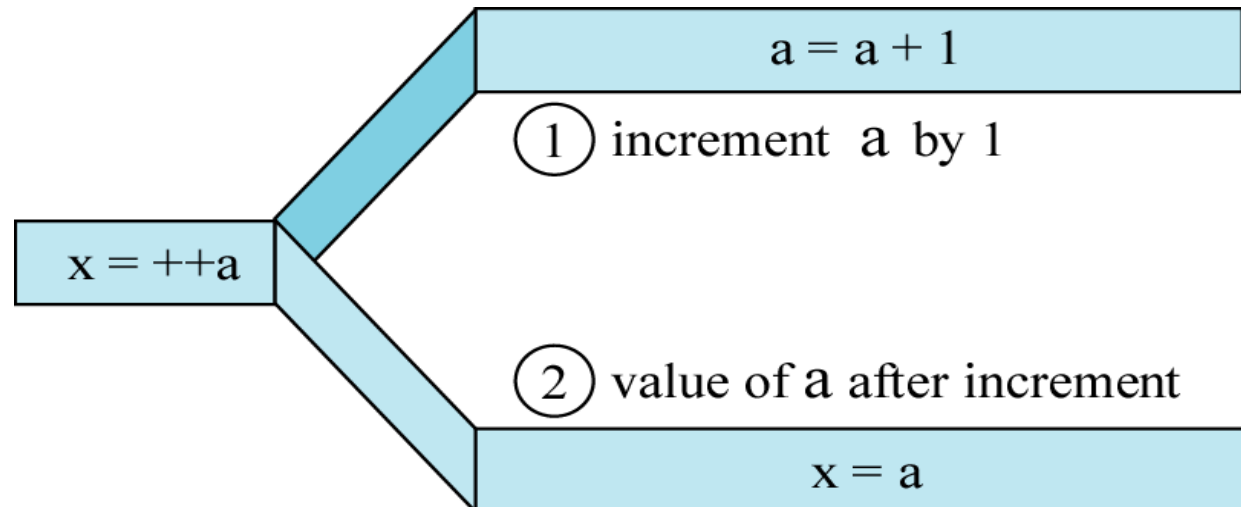 a = a + 1
1 increment a by 1
x = ++a
2 value of a after increment
x = a